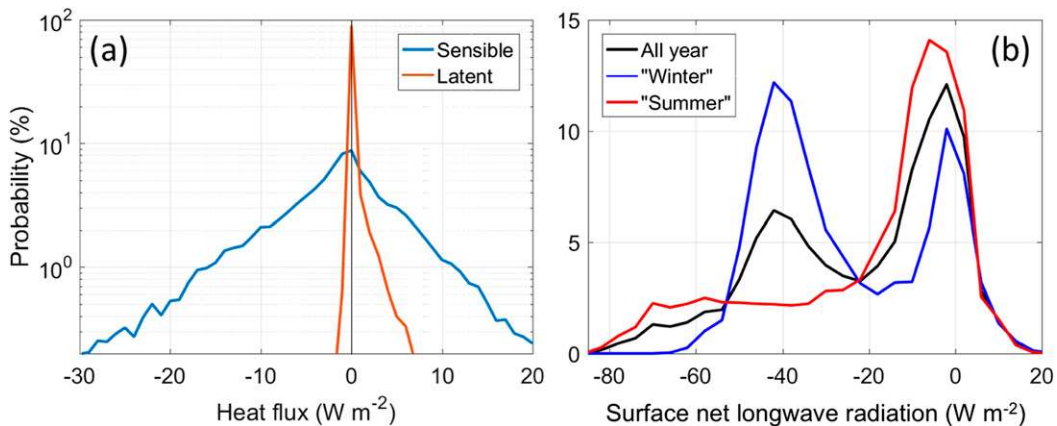 (a)
Sensible
Latent
10²
10¹
10⁰
Probability (%)
-30 -20 -10 0 10 20
Heat flux (W m⁻²)
(b)
All year
"Winter"
"Summer"
15
10
5
0
-80 -60 -40 -20 0 20
Surface net longwave radiation (W m⁻²)